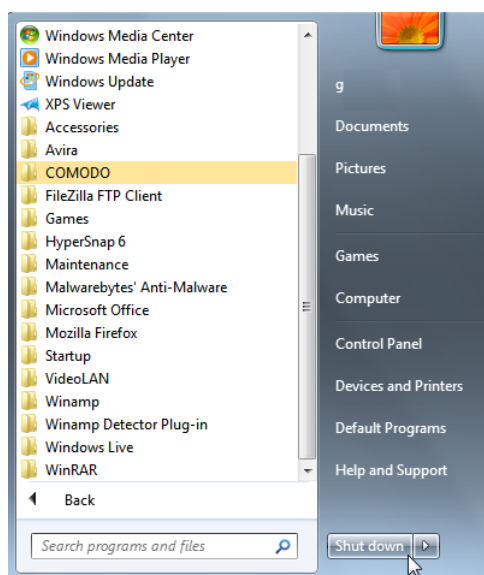 Windows Media Center
Windows Media Player
Windows Update
XPS Viewer
Accessories
Avira
COMODO
FileZilla FTP Client
Games
HyperSnap 6
Maintenance
Malwarebytes' Anti-Malware
Microsoft Office
Mozilla Firefox
Startup
VideoLAN
Winamp
Winamp Detector Plug-in
Windows Live
WinRAR
Back
Search programs and files
g
Documents
Pictures
Music
Games
Computer
Control Panel
Devices and Printers
Default Programs
Help and Support
Shut down